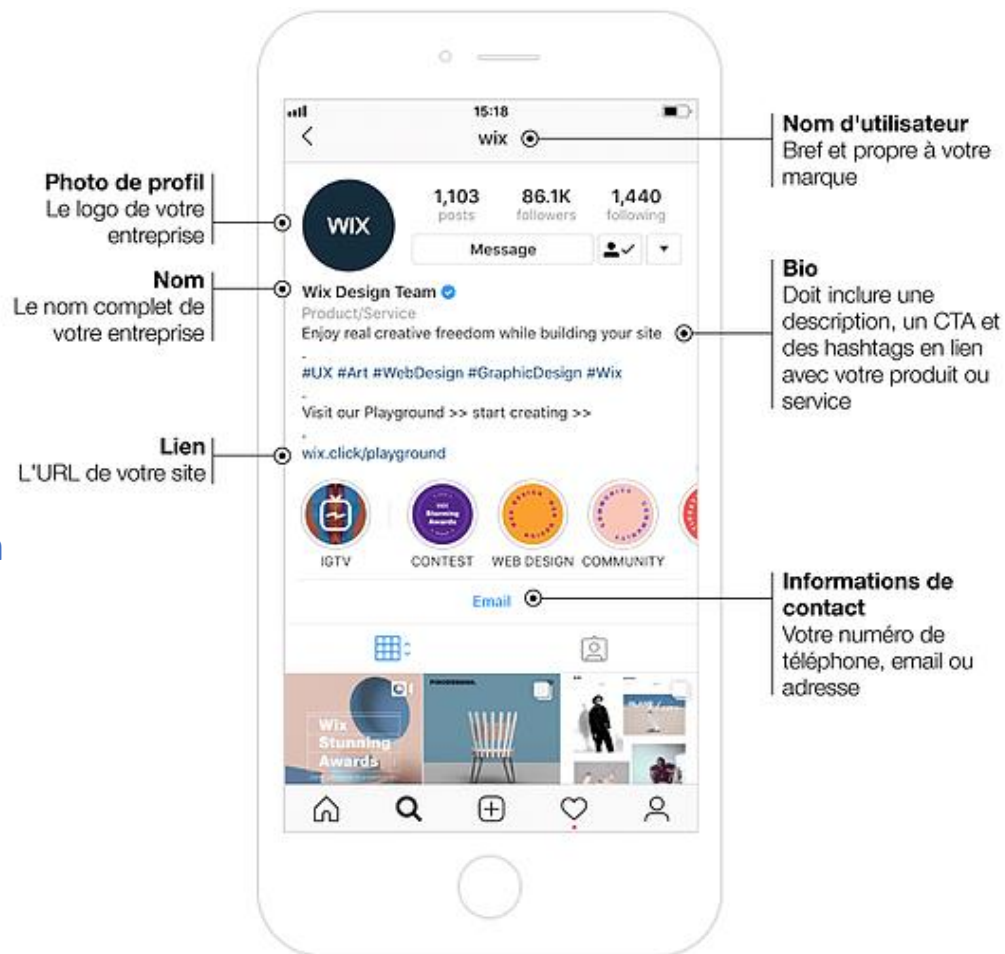 15:18
wix
Nom d'utilisateur
Bref et propre à votre
marque
Photo de profil
Le logo de votre
entreprise
WIX
1,103
posts
86.1K
followers
1,440
following
Message
Nom
Le nom complet de
votre entreprise
Wix Design Team
Product/Service
Enjoy real creative freedom while building your site
.
#UX #Art #WebDesign #GraphicDesign #Wix
.
Visit our Playground >> start creating >>
.
wix.click/playground
Bio
Doit inclure une
description, un CTA et
des hashtags en lien
avec votre produit ou
service
Lien
L'URL de votre site
IGTV
Wix
Stunning
Awards
CONTEST
WEB DESIGN
COMMUNITY
Email
Informations de
contact
Votre numéro de
téléphone, email ou
adresse
Wix
Stunning
Awards